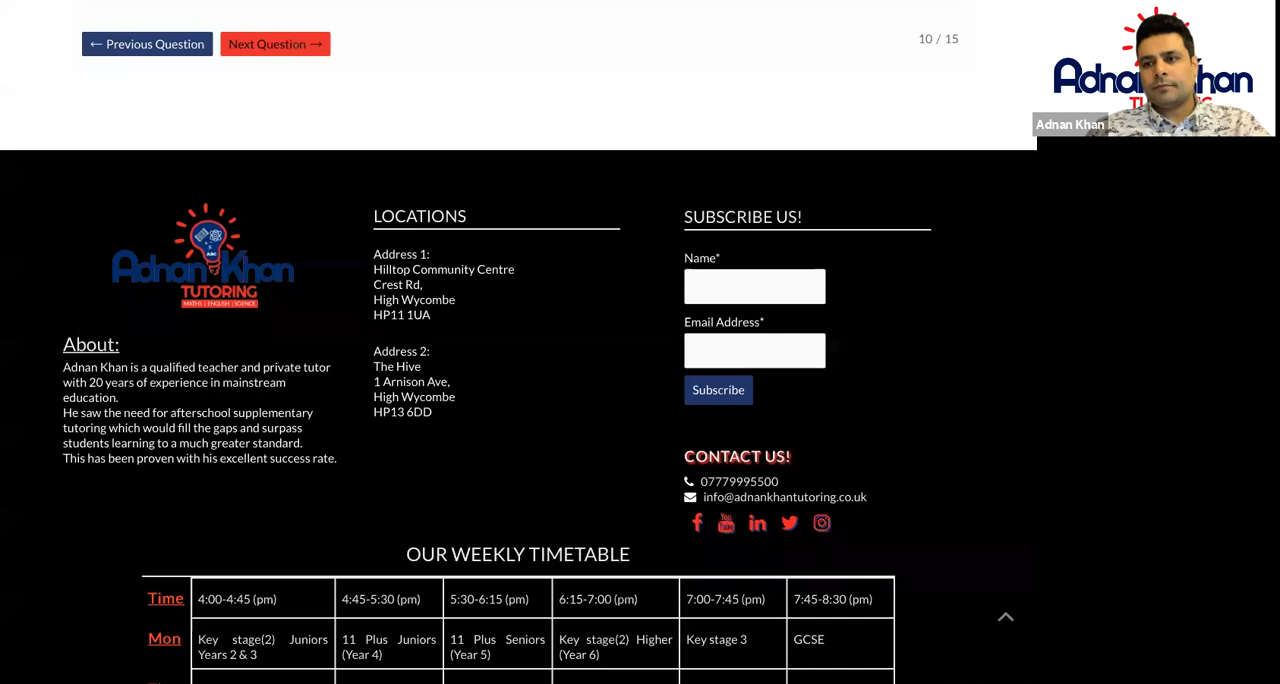 ← Previous Question
Next Question →
10 / 15
Adnan Khan
Adnan Khan
ABC
Adnan Khan
TUTORING
MATHS | ENGLISH | SCIENCE
About:
Adnan Khan is a qualified teacher and private tutor
with 20 years of experience in mainstream
education.
He saw the need for afterschool supplementary
tutoring which would fill the gaps and surpass
students learning to a much greater standard.
This has been proven with his excellent success rate.
LOCATIONS
Address 1:
Hilltop Community Centre
Crest Rd,
High Wycombe
HP11 1UA
Address 2:
The Hive
1 Arnison Ave,
High Wycombe
HP13 6DD
SUBSCRIBE US!
Name*
Email Address*
Subscribe
CONTACT US!
07779995500
info@adnankhantutoring.co.uk
You Tube
OUR WEEKLY TIMETABLE
Time 4:00-4:45 (pm) 4:45-5:30 (pm) 5:30-6:15 (pm) 6:15-7:00 (pm) 7:00-7:45 (pm) 7:45-8:30 (pm)
Mon Key stage(2) Juniors 11 Plus Juniors 11 Plus Seniors Key stage(2) Higher Key stage 3 GCSE
Years 2 & 3 (Year 4) (Year 5) (Year 6)